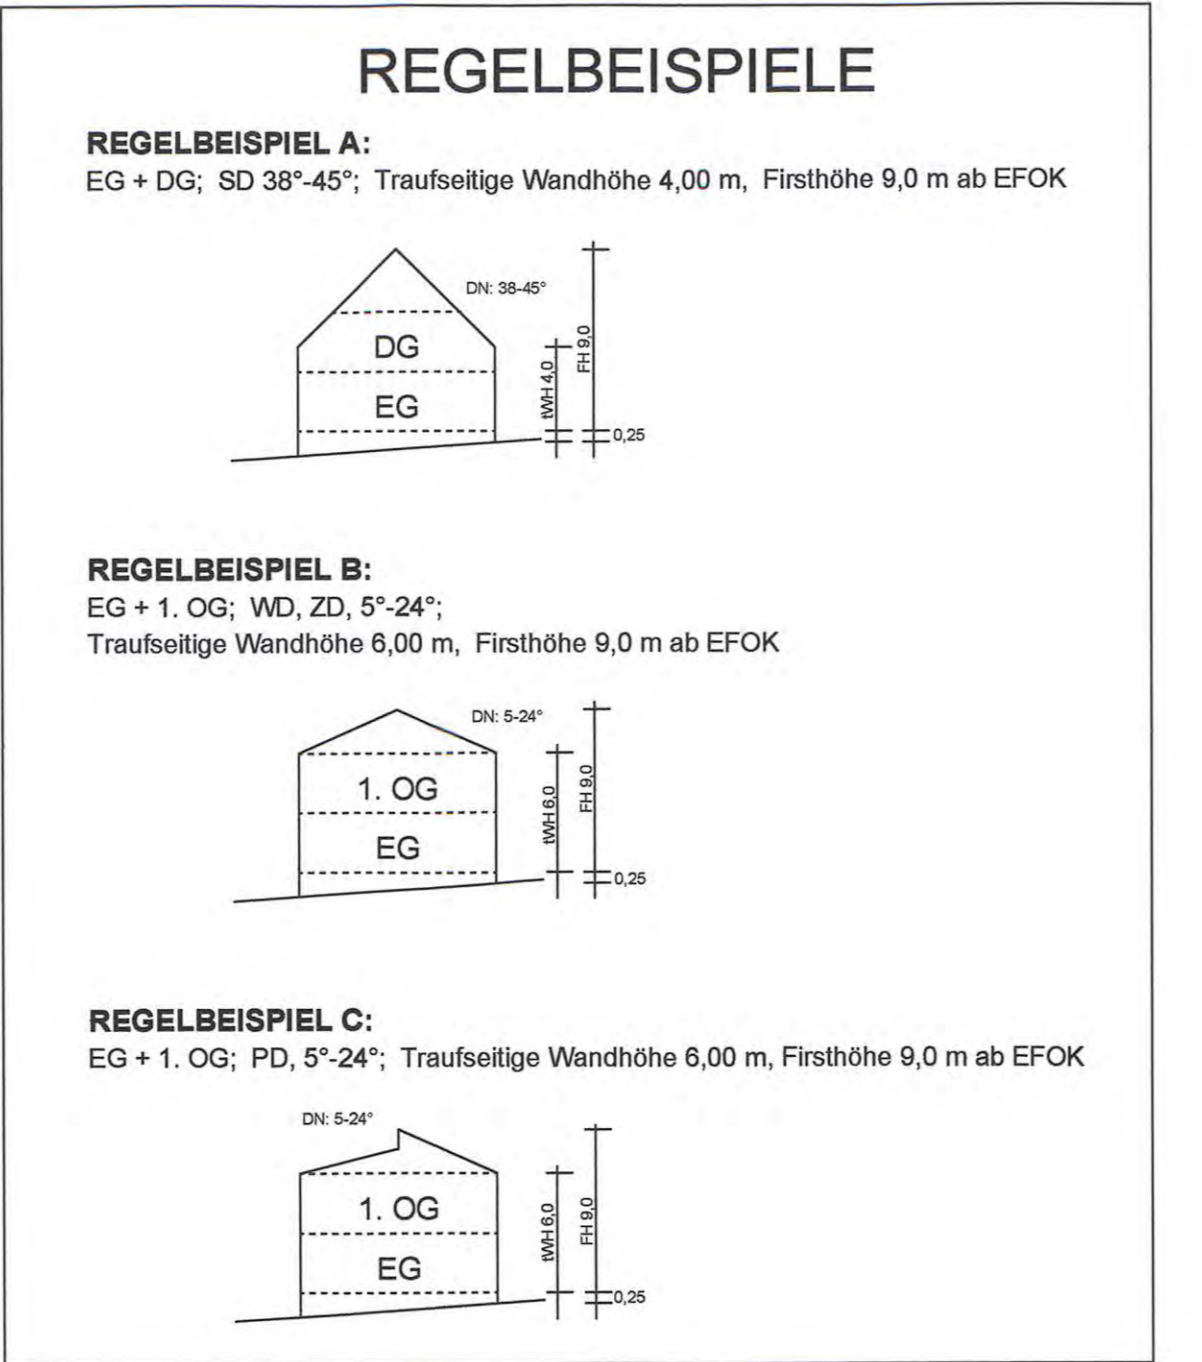 REGELBEISPIELE
REGELBEISPIEL A:
EG + DG; SD 38°-45°; Traufseitige Wandhöhe 4,00 m, Firsthöhe 9,0 m ab EFOK
DN: 38-45°
DG
EG
tWH 4,0
FH 9,0
0,25
REGELBEISPIEL B:
EG + 1. OG; WD, ZD, 5°-24°;
Traufseitige Wandhöhe 6,00 m, Firsthöhe 9,0 m ab EFOK
DN: 5-24°
1. OG
EG
tWH 6,0
FH 9,0
0,25
REGELBEISPIEL C:
EG + 1. OG; PD, 5°-24°; Traufseitige Wandhöhe 6,00 m, Firsthöhe 9,0 m ab EFOK
DN: 5-24°
1. OG
EG
tWH 6,0
FH 9,0
0,25